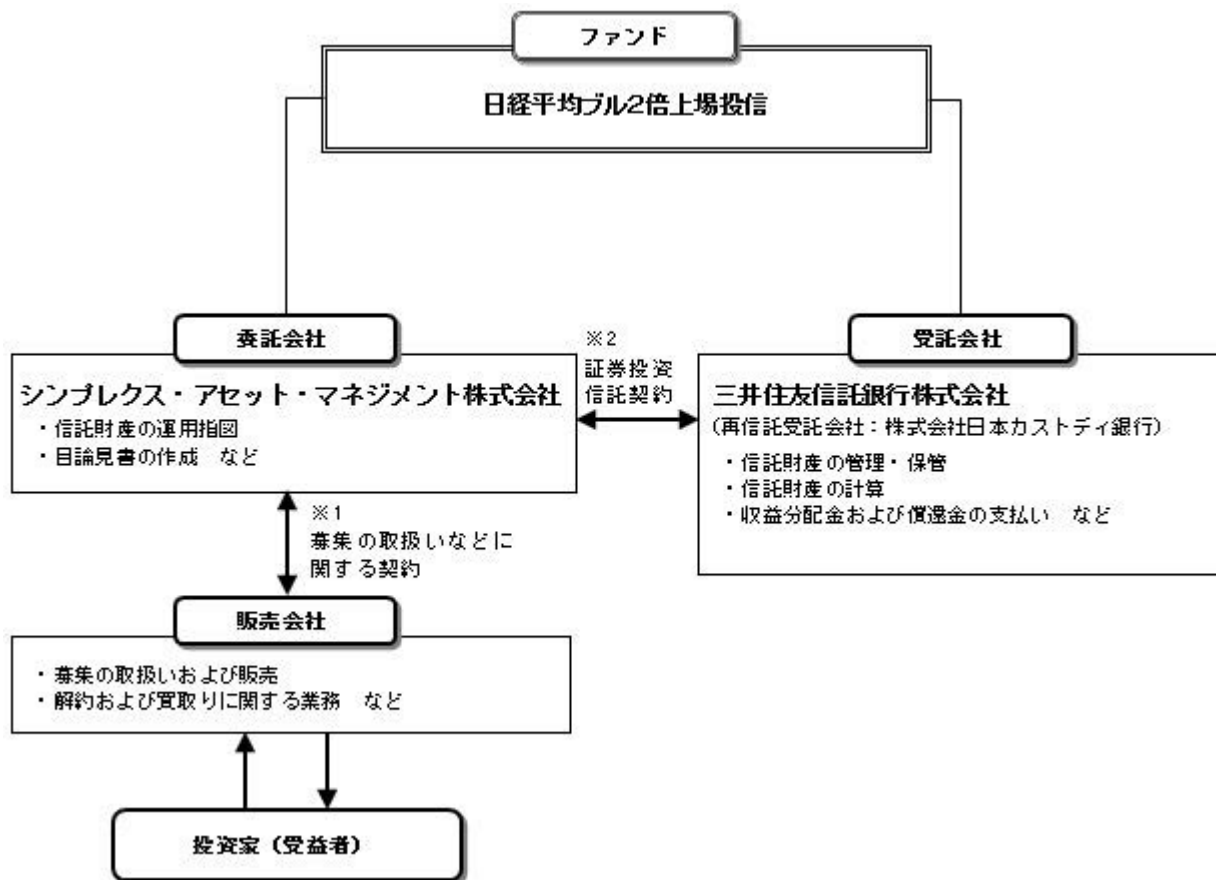 ファンド
日経平均ブル2倍上場投信
委託会社
シンプレクス・アセット・マネジメント株式会社
・信託財産の運用指図
・目論見書の作成 など
※2
証券投資
信託契約
受託会社
三井住友信託銀行株式会社
(再信託受託会社：株式会社日本カストディ銀行)
・信託財産の管理・保管
・信託財産の計算
・収益分配金および償還金の支払い など
※1
募集の取扱いなどに
関する契約
販売会社
・募集の取扱いおよび販売
・解約および買取りに関する業務 など
投資家（受益者）